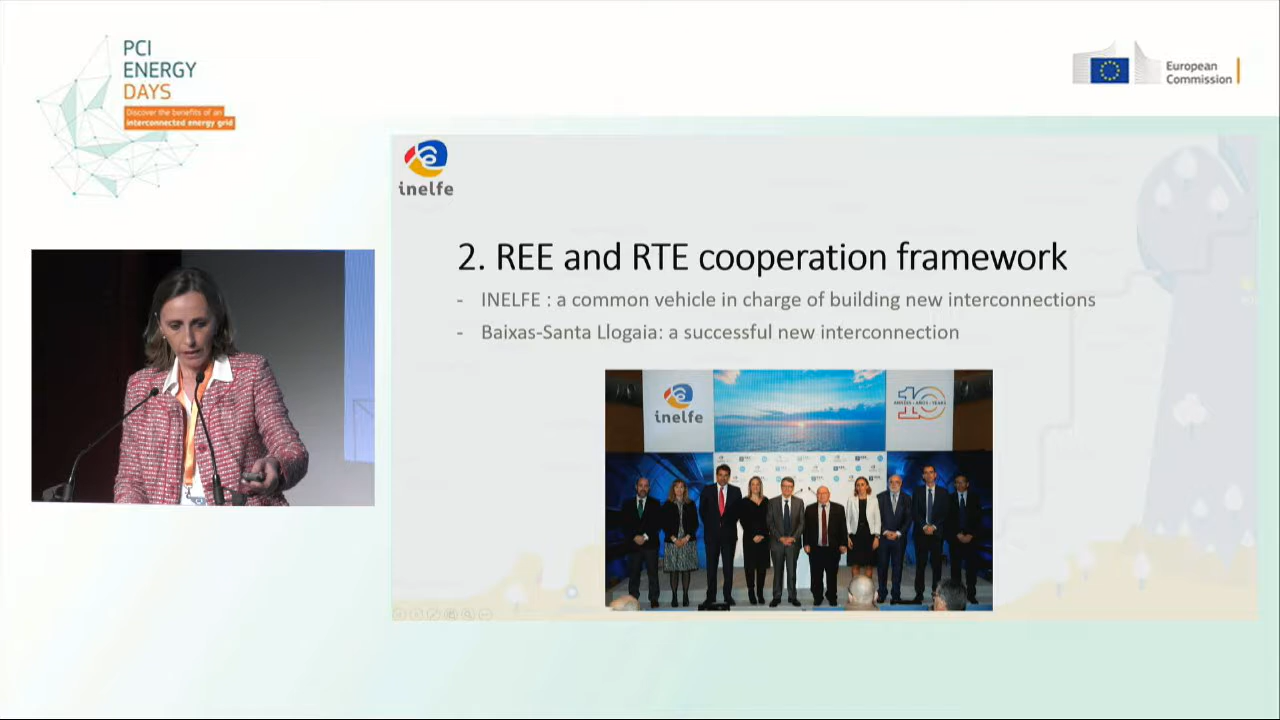 PCI
ENERGY
DAYS
Discover the benefits of an
interconnected energy grid
European
Commission
inelfe
2. REE and RTE cooperation framework
- INELFE : a common vehicle in charge of building new interconnections
- Baixas-Santa Llogaia: a successful new interconnection
inelfe
10